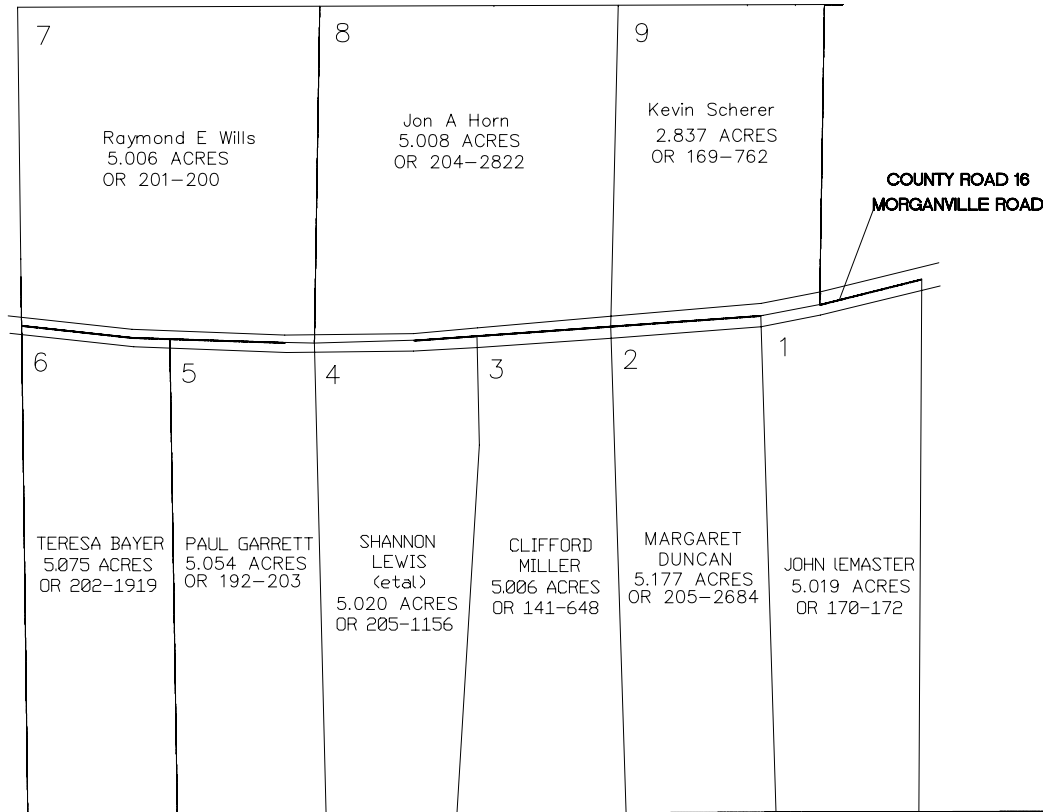 7
Raymond E Wills
5.006 ACRES
OR 201-200
8
Jon A Horn
5.008 ACRES
OR 204-2822
9
Kevin Scherer
2.837 ACRES
OR 169-762
COUNTY ROAD 16
MORGANVILLE ROAD
6
TERESA BAYER
5.075 ACRES
OR 202-1919
5
PAUL GARRETT
5.054 ACRES
OR 192-203
4
SHANNON
LEWIS
(etal)
5.020 ACRES
OR 205-1156
3
CLIFFORD
MILLER
5.006 ACRES
OR 141-648
2
MARGARET
DUNCAN
5.177 ACRES
OR 205-2684
1
JOHN lEMASTER
5.019 ACRES
OR 170-172